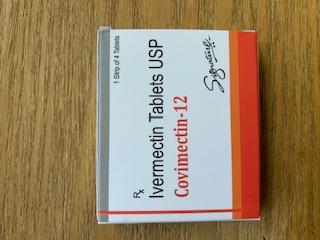 1 Strip of 4 Tablets
Rx
Ivermectin Tablets USP
Covimectin-12
Signature